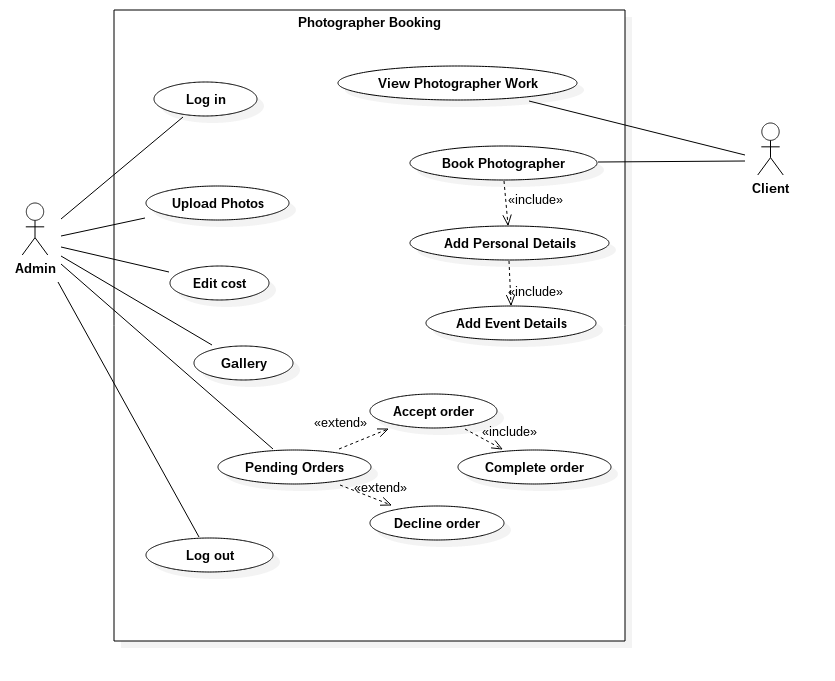 Photographer Booking
View Photographer Work
Log in
Book Photographer
Client
«include»
Upload Photos
Add Personal Details
Admin
Edit cost
«include»
Add Event Details
Gallery
Accept order
«extend»
«include»
Pending Orders
Complete order
«extend»
Decline order
Log out